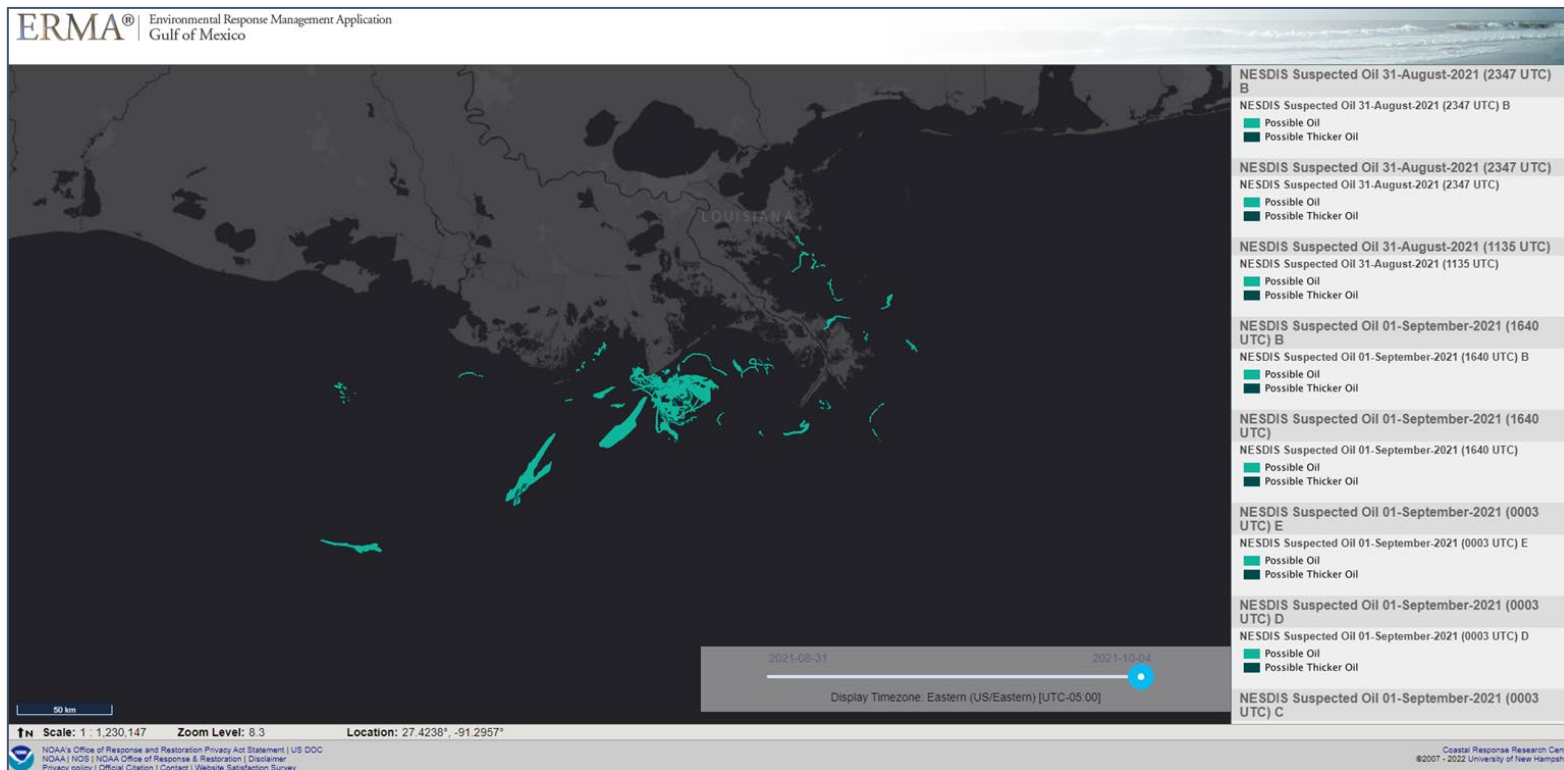 ERMA® Environmental Response Management Application
Gulf of Mexico
LOUISIANA
NESDIS Suspected Oil 31-August-2021 (2347 UTC)
B
NESDIS Suspected Oil 31-August-2021 (2347 UTC) B
Possible Oil
Possible Thicker Oil
NESDIS Suspected Oil 31-August-2021 (2347 UTC)
NESDIS Suspected Oil 31-August-2021 (2347 UTC)
Possible Oil
Possible Thicker Oil
NESDIS Suspected Oil 31-August-2021 (1135 UTC)
NESDIS Suspected Oil 31-August-2021 (1135 UTC)
Possible Oil
Possible Thicker Oil
NESDIS Suspected Oil 01-September-2021 (1640
UTC) B
NESDIS Suspected Oil 01-September-2021 (1640 UTC) B
Possible Oil
Possible Thicker Oil
NESDIS Suspected Oil 01-September-2021 (1640
UTC)
NESDIS Suspected Oil 01-September-2021 (1640 UTC)
Possible Oil
Possible Thicker Oil
NESDIS Suspected Oil 01-September-2021 (0003
UTC) E
NESDIS Suspected Oil 01-September-2021 (0003 UTC) E
Possible Oil
Possible Thicker Oil
NESDIS Suspected Oil 01-September-2021 (0003
UTC) D
NESDIS Suspected Oil 01-September-2021 (0003 UTC) D
Possible Oil
Possible Thicker Oil
NESDIS Suspected Oil 01-September-2021 (0003
UTC) C
2021-08-31 2021-10-04
Display Timezone: Eastern (US/Eastern) [UTC-05:00]
50 km
N Scale: 1 : 1,230,147 Zoom Level: 8.3 Location: 27.4238°, -91.2957°
NOAA's Office of Response and Restoration Privacy Act Statement | US DOC
NOAA | NOS | NOAA Office of Response & Restoration | Disclaimer
Privacy policy | Official Citation | Contact | Website Satisfaction Survey
Coastal Response Research Cen
©2007 - 2022 University of New Hampsh